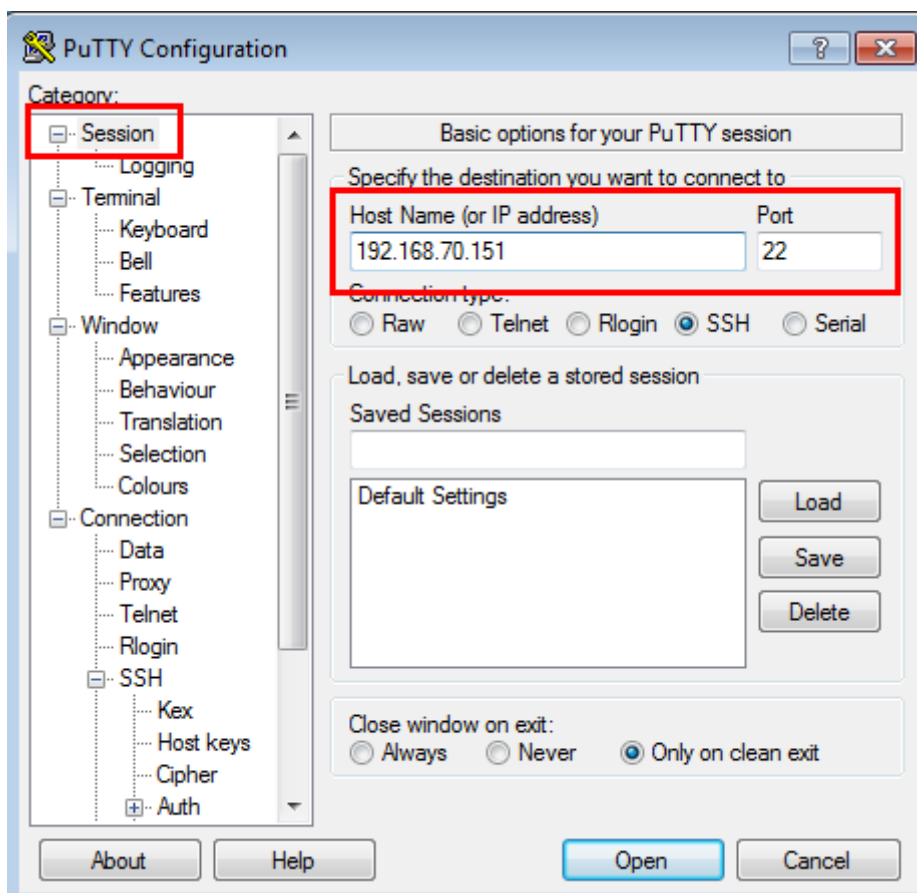 PuTTY Configuration
Category:
Session
Logging
Terminal
Keyboard
Bell
Features
Window
Appearance
Behaviour
Translation
Selection
Colours
Connection
Data
Proxy
Telnet
Rlogin
SSH
Kex
Host keys
Cipher
Auth
Basic options for your PuTTY session
Specify the destination you want to connect to
Host Name (or IP address) Port
192.168.70.151 22
Connection type:
Raw Telnet Rlogin SSH Serial
Load, save or delete a stored session
Saved Sessions
Default Settings
Load
Save
Delete
Close window on exit:
Always Never Only on clean exit
About Help Open Cancel